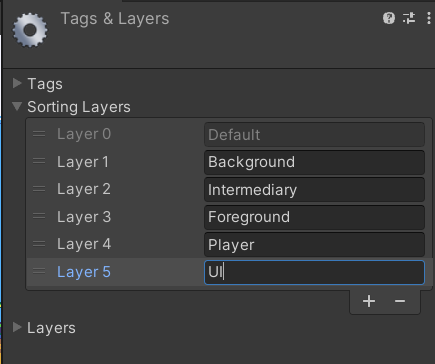 Tags & Layers
Tags
Sorting Layers
Layer 0 Default
Layer 1 Background
Layer 2 Intermediary
Layer 3 Foreground
Layer 4 Player
Layer 5 UI
Layers